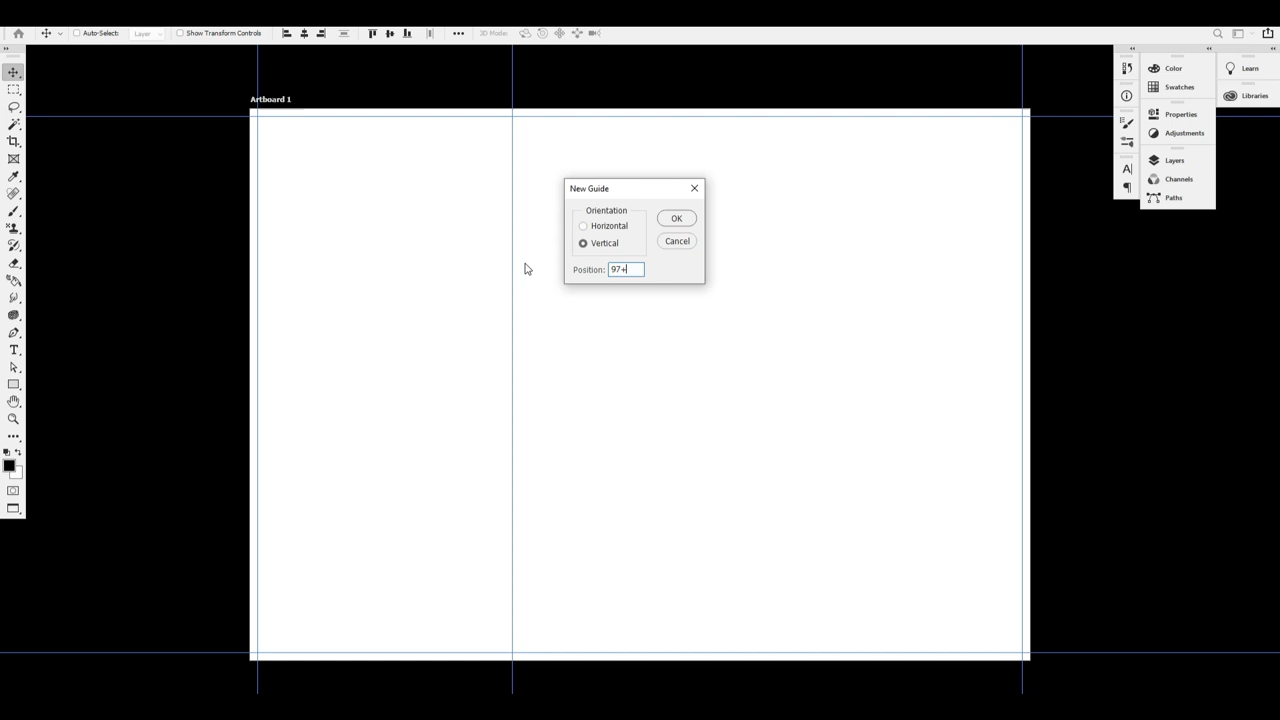 Auto-Select:
Layer
Show Transform Controls
3D Mode:
Learn
Libraries
Color
Swatches
Properties
Adjustments
Layers
Channels
Paths
Artboard 1
New Guide
Orientation
Horizontal
Vertical
OK
Cancel
Position: 97+